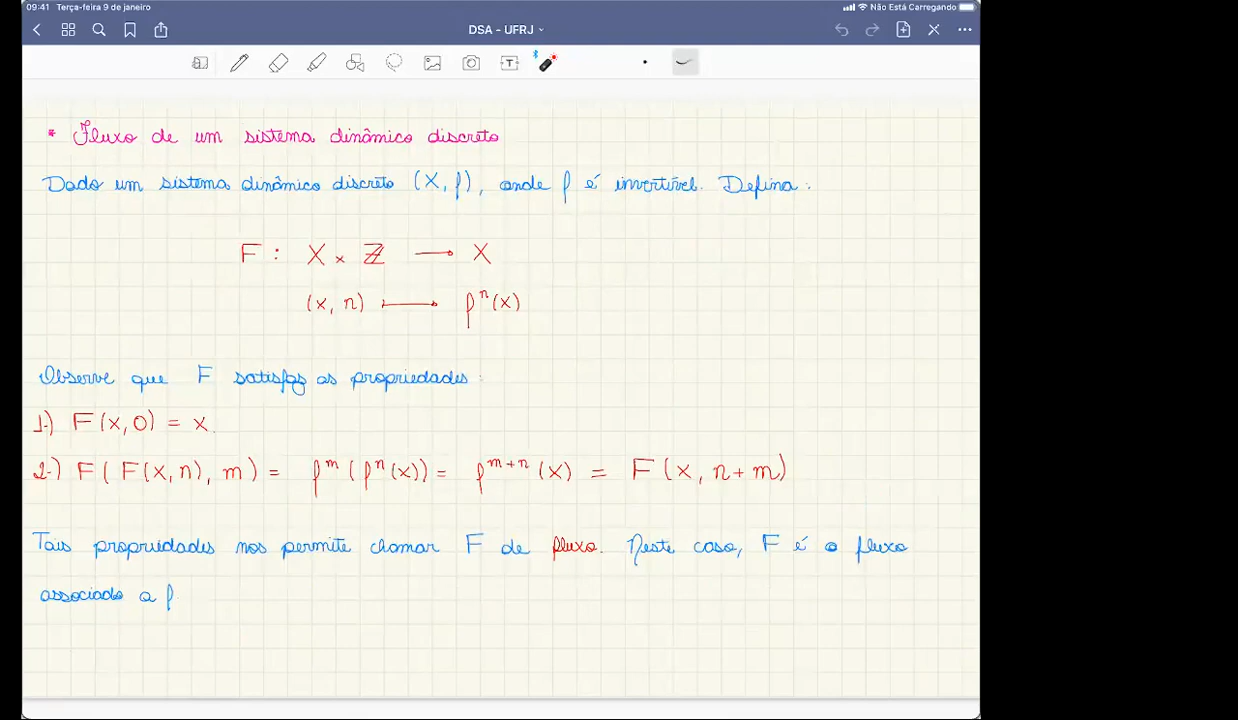 09:41 Terça-feira 9 de janeiro
Não Está Carregando
DSA - UFRJ
* Fluxo de um sistema dinâmico discreto
Dado um sistema dinâmico discreto (X, f), onde f é invertível. Defina:
F : X × ℤ → X
(x, n) ⟼ fⁿ(x)
Observe que F satisfaz as propriedades:
1-) F(x, 0) = x.
2-) F( F(x, n), m) = fᵐ(fⁿ(x)) = fᵐ⁺ⁿ(x) = F(x, n+m)
Tais propriedades nos permite chamar F de fluxo. Neste caso, F é o fluxo
associado a f